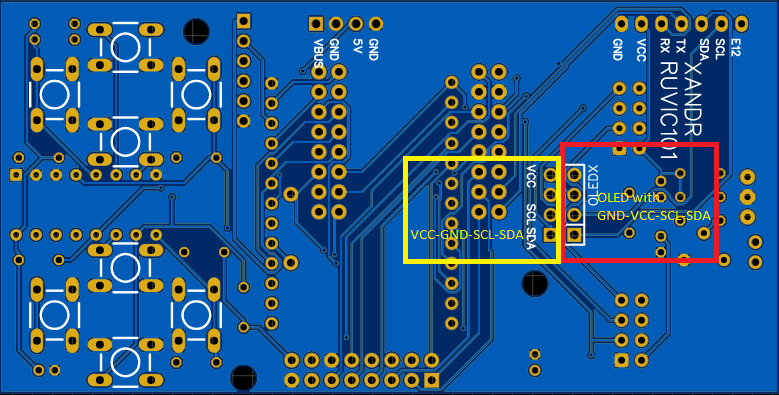 VBUS
GND
5V
GND
GND
VCC
RX
TX
SDA
SCL
E12
XANDR
RUVIC101
VCC
SCL
SDA
OLEDX
OLED with
GND-VCC-SCL-SDA
VCC-GND-SCL-SDA